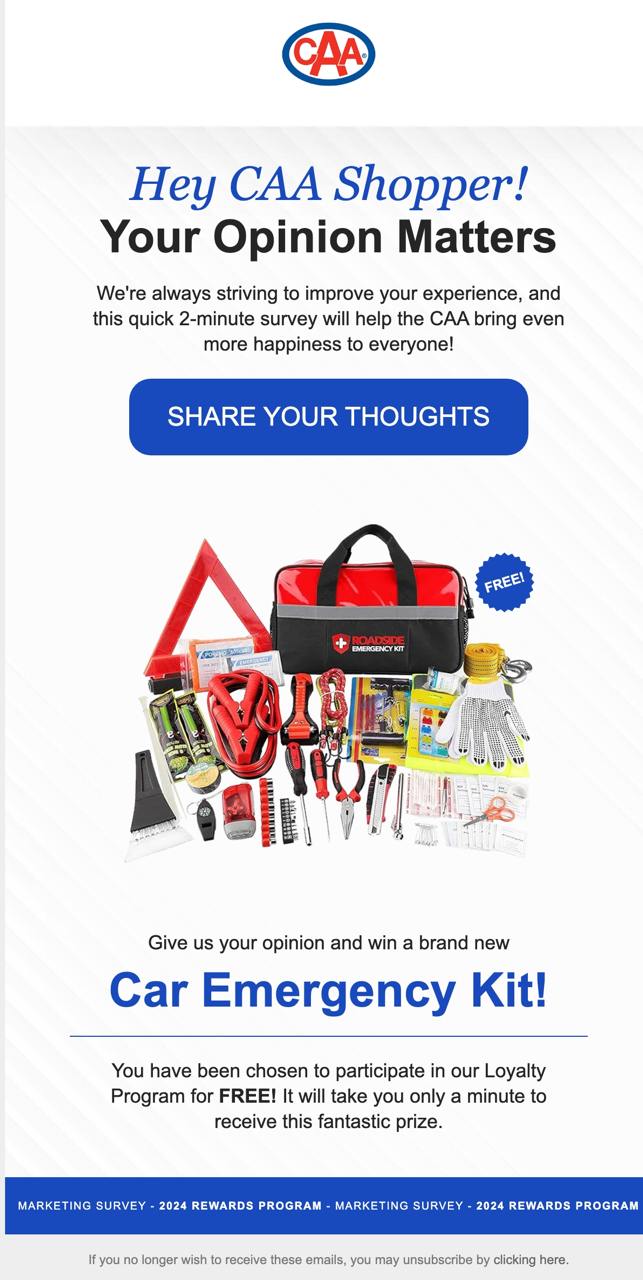 CAA
Hey CAA Shopper!
Your Opinion Matters
We're always striving to improve your experience, and
this quick 2-minute survey will help the CAA bring even
more happiness to everyone!
SHARE YOUR THOUGHTS
FREE!
ROADSIDE
EMERGENCY KIT
Give us your opinion and win a brand new
Car Emergency Kit!
You have been chosen to participate in our Loyalty
Program for FREE! It will take you only a minute to
receive this fantastic prize.
MARKETING SURVEY - 2024 REWARDS PROGRAM - MARKETING SURVEY - 2024 REWARDS PROGRAM
If you no longer wish to receive these emails, you may unsubscribe by clicking here.